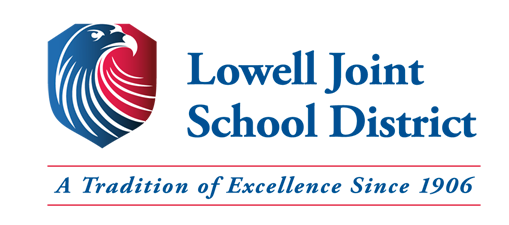 Lowell Joint
School District
A Tradition of Excellence Since 1906